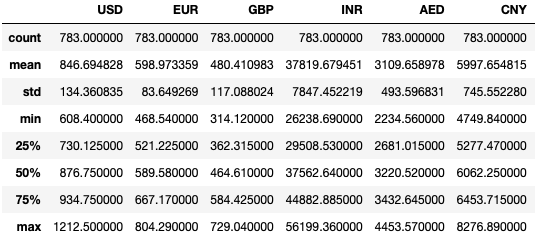 USD EUR GBP INR AED CNY
count 783.000000 783.000000 783.000000 783.000000 783.000000 783.000000
mean 846.694828 598.973359 480.410983 37819.679451 3109.658978 5997.654815
std 134.360835 83.649269 117.088024 7847.452219 493.596831 745.552280
min 608.400000 468.540000 314.120000 26238.690000 2234.560000 4749.840000
25% 730.125000 521.225000 362.315000 29508.530000 2681.015000 5277.470000
50% 876.750000 589.580000 464.610000 37562.640000 3220.520000 6062.250000
75% 934.750000 667.170000 584.425000 44882.885000 3432.645000 6453.715000
max 1212.500000 804.290000 729.040000 56199.360000 4453.570000 8276.890000